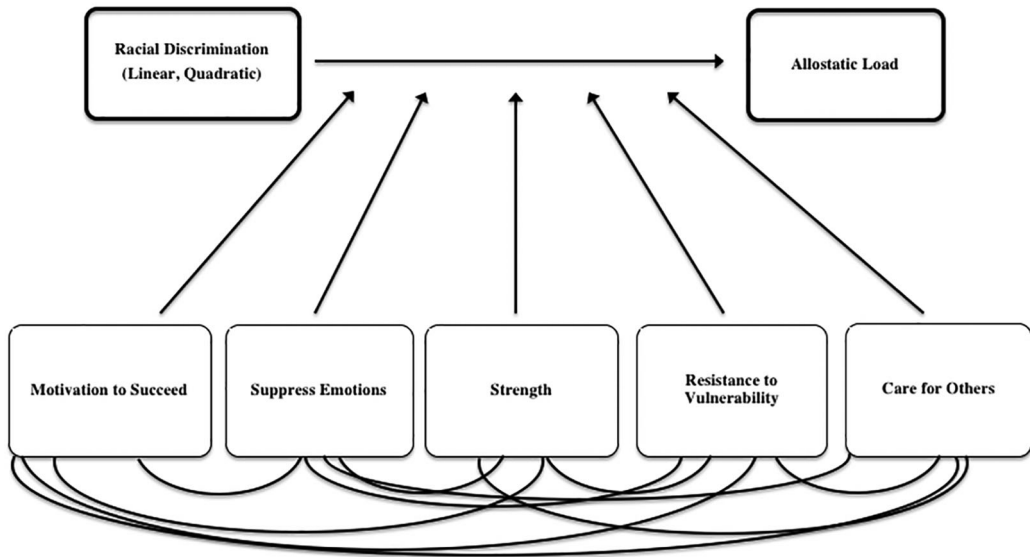 Racial Discrimination
(Linear, Quadratic)
Allostatic Load
Motivation to Succeed
Suppress Emotions
Strength
Resistance to
Vulnerability
Care for Others